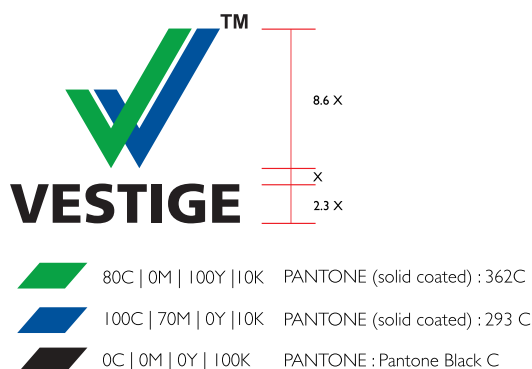 TM
8.6 X
X
2.3 X
VESTIGE
80C | 0M | 100Y |10K PANTONE (solid coated) : 362C
100C | 70M | 0Y |10K PANTONE (solid coated) : 293 C
0C | 0M | 0Y | 100K PANTONE : Pantone Black C